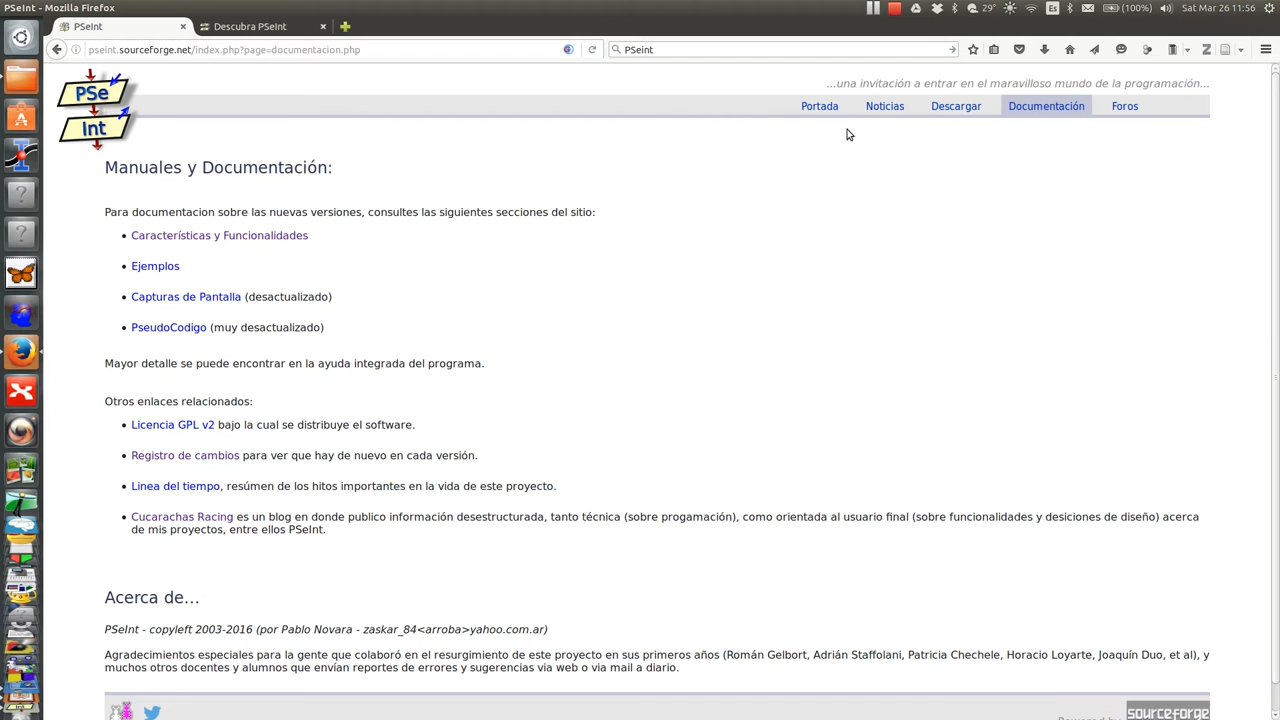 PSeInt - Mozilla Firefox
29° Es (100%) Sat Mar 26 11:56
PSeInt
Descubra PSeInt
pseint.sourceforge.net/index.php?page=documentacion.php
PSeint
PSe
Int
...una invitación a entrar en el maravilloso mundo de la programación...
Portada Noticias Descargar Documentación Foros
Manuales y Documentación:
Para documentacion sobre las nuevas versiones, consultes las siguientes secciones del sitio:
Características y Funcionalidades
Ejemplos
Capturas de Pantalla (desactualizado)
PseudoCodigo (muy desactualizado)
Mayor detalle se puede encontrar en la ayuda integrada del programa.
Otros enlaces relacionados:
Licencia GPL v2 bajo la cual se distribuye el software.
Registro de cambios para ver que hay de nuevo en cada versión.
Linea del tiempo, resúmen de los hitos importantes en la vida de este proyecto.
Cucarachas Racing es un blog en donde publico información desestructurada, tanto técnica (sobre progamación), como orientada al usuario final (sobre funcionalidades y desiciones de diseño) acerca
de mis proyectos, entre ellos PSeInt.
Acerca de...
PSeInt - copyleft 2003-2016 (por Pablo Novara - zaskar_84<arroba>yahoo.com.ar)
Agradecimientos especiales para la gente que colaboró en el resurgimiento de este proyecto en sus primeros años (Román Gelbort, Adrián Staffolani, Patricia Chechele, Horacio Loyarte, Joaquín Duo, et al), y
muchos otros docentes y alumnos que envían reportes de errores y sugerencias via web o via mail a diario.
Powered by sourceforge